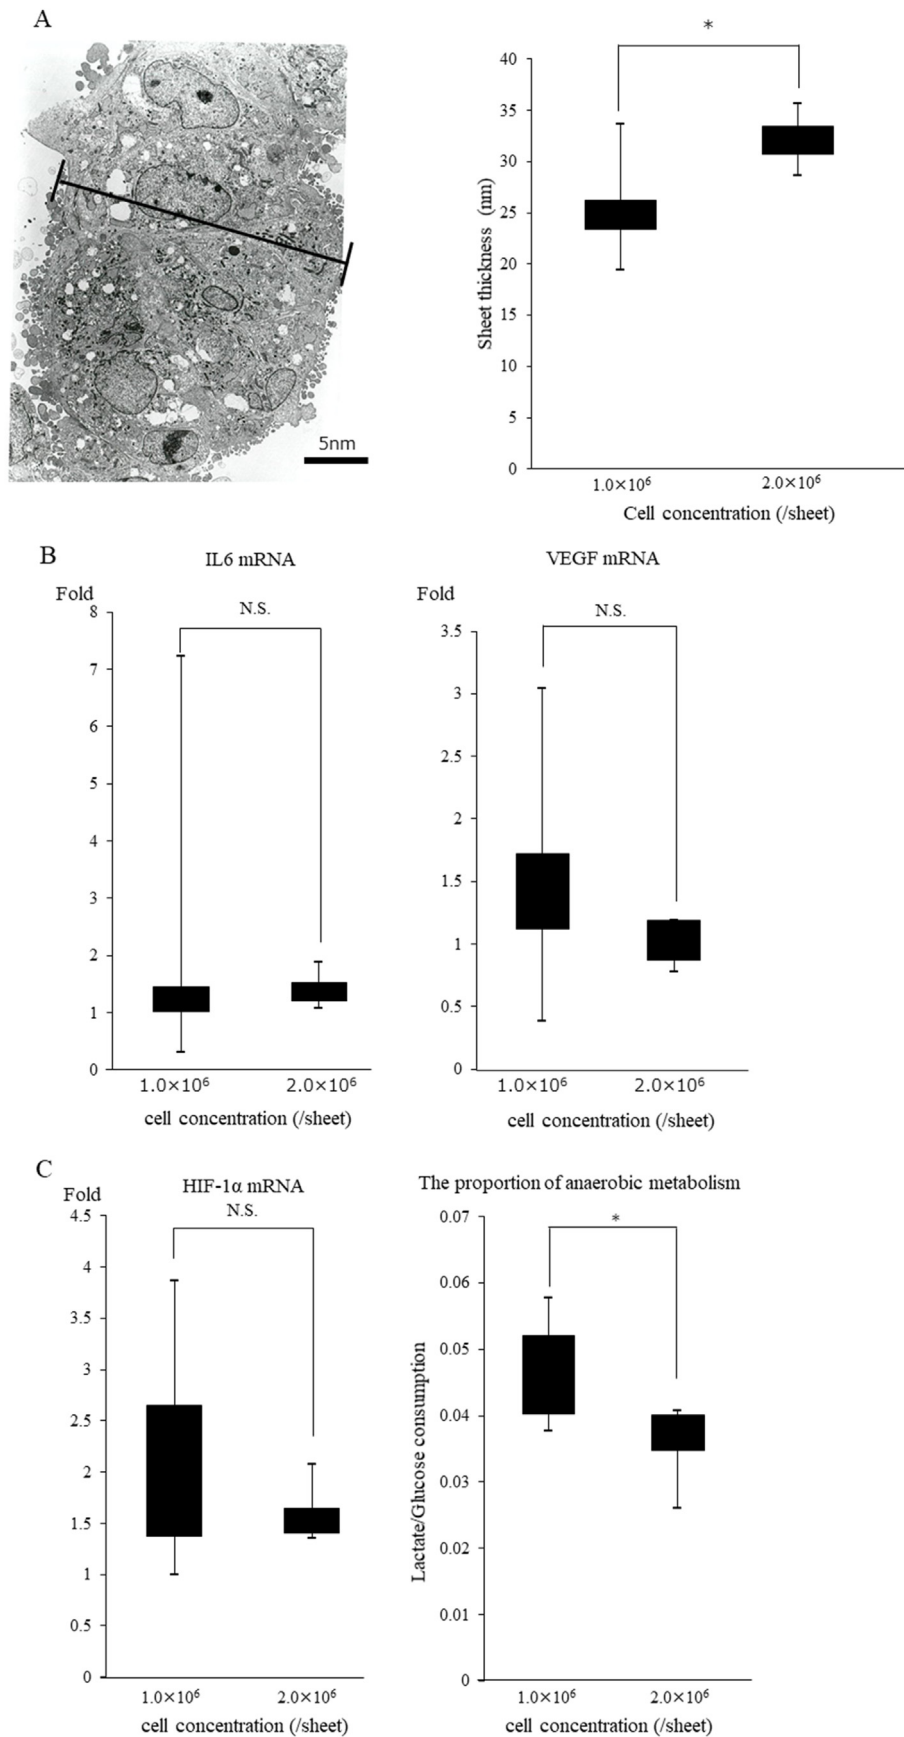 A
*
40
35
30
25
20
15
10
5
0
Sheet thickness (nm)
5nm
1.0×10⁶ 2.0×10⁶
Cell concentration (/sheet)
B
IL6 mRNA
Fold
N.S.
8
7
6
5
4
3
2
1
0
1.0×10⁶ 2.0×10⁶
cell concentration (/sheet)
VEGF mRNA
Fold
N.S.
3.5
3
2.5
2
1.5
1
0.5
0
1.0×10⁶ 2.0×10⁶
cell concentration (/sheet)
C
HIF-1α mRNA
Fold
N.S.
4.5
4
3.5
3
2.5
2
1.5
1
0.5
0
1.0×10⁶ 2.0×10⁶
cell concentration (/sheet)
The proportion of anaerobic metabolism
*
0.07
0.06
0.05
0.04
0.03
0.02
0.01
0
Lactate/Glucose consumption
1.0×10⁶ 2.0×10⁶
cell concentration (/sheet)